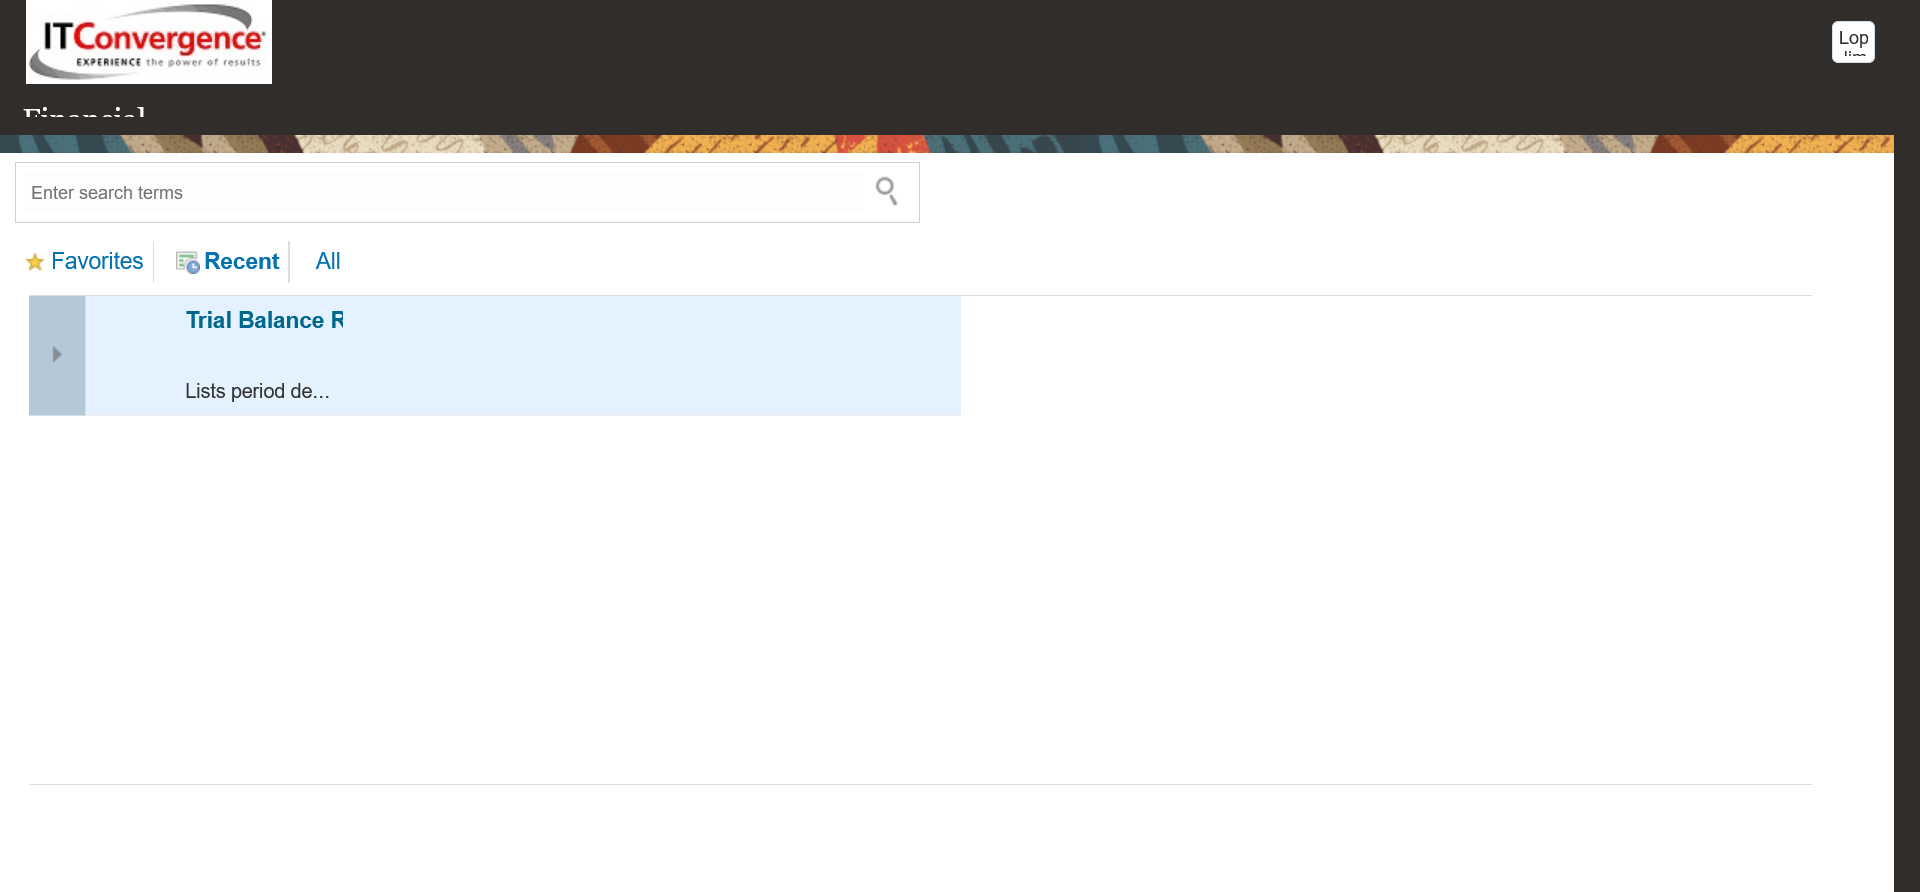 ITConvergence
EXPERIENCE the power of results
Lop
Financial
Enter search terms
Favorites
Recent
All
Trial Balance R
Lists period de...